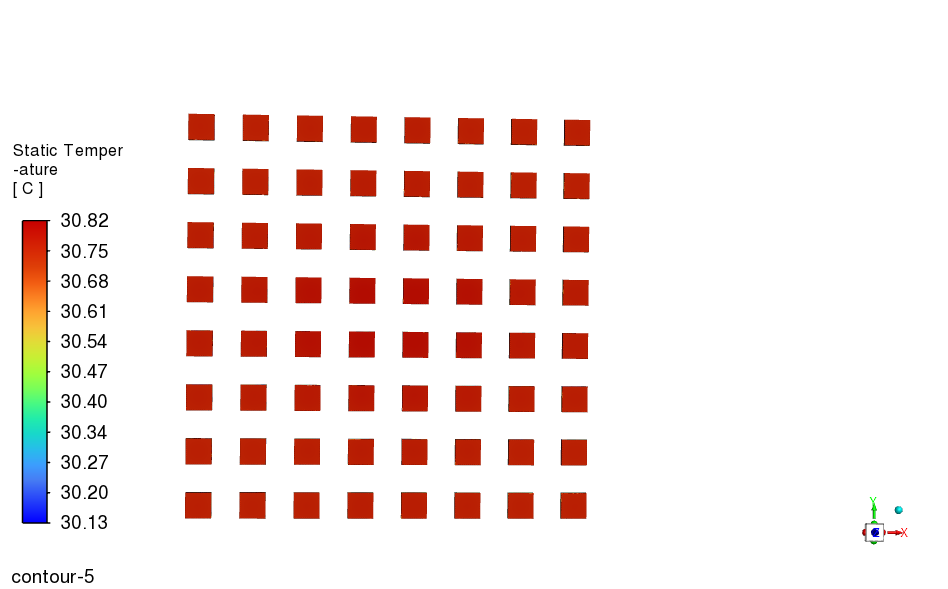 Static Temper
-ature
[ C ]
30.82
30.75
30.68
30.61
30.54
30.47
30.40
30.34
30.27
30.20
30.13
contour-5
Y
Z
X